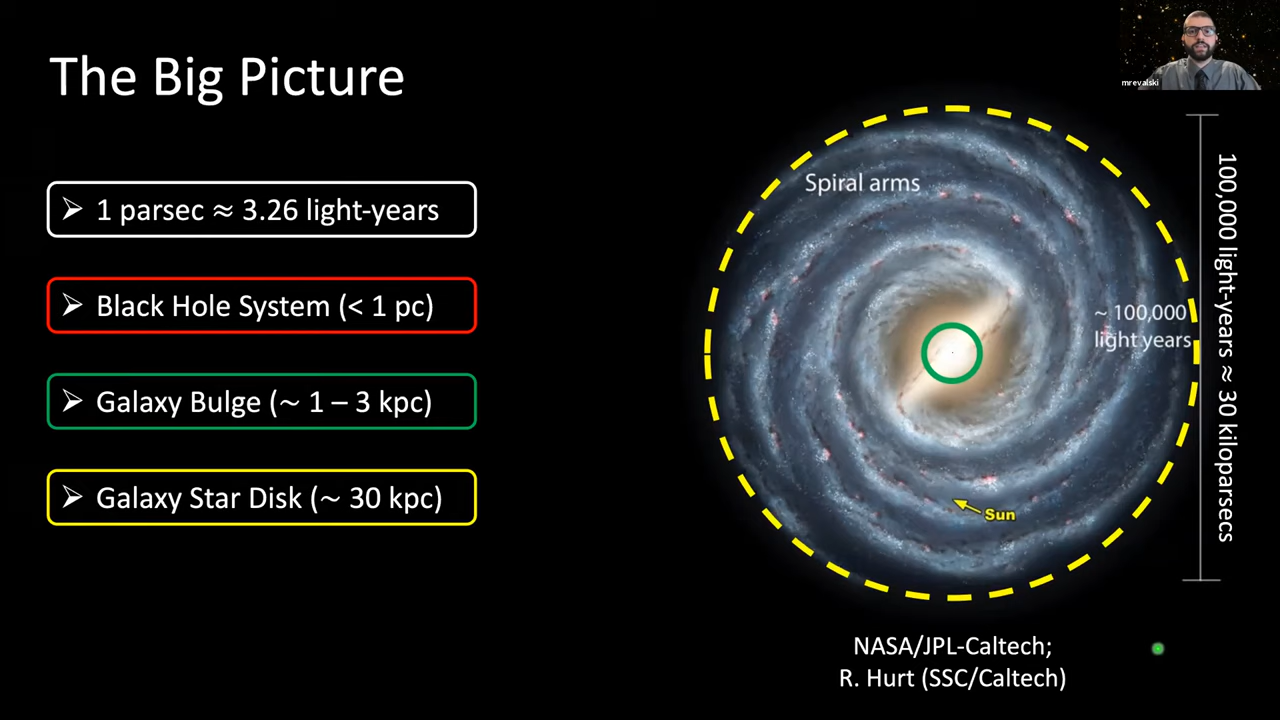 The Big Picture
mrevalski
➢ 1 parsec ≈ 3.26 light-years
➢ Black Hole System (< 1 pc)
➢ Galaxy Bulge (~ 1 – 3 kpc)
➢ Galaxy Star Disk (~ 30 kpc)
Spiral arms
~ 100,000
light years
Sun
100,000 light-years ≈ 30 kiloparsecs
NASA/JPL-Caltech;
R. Hurt (SSC/Caltech)